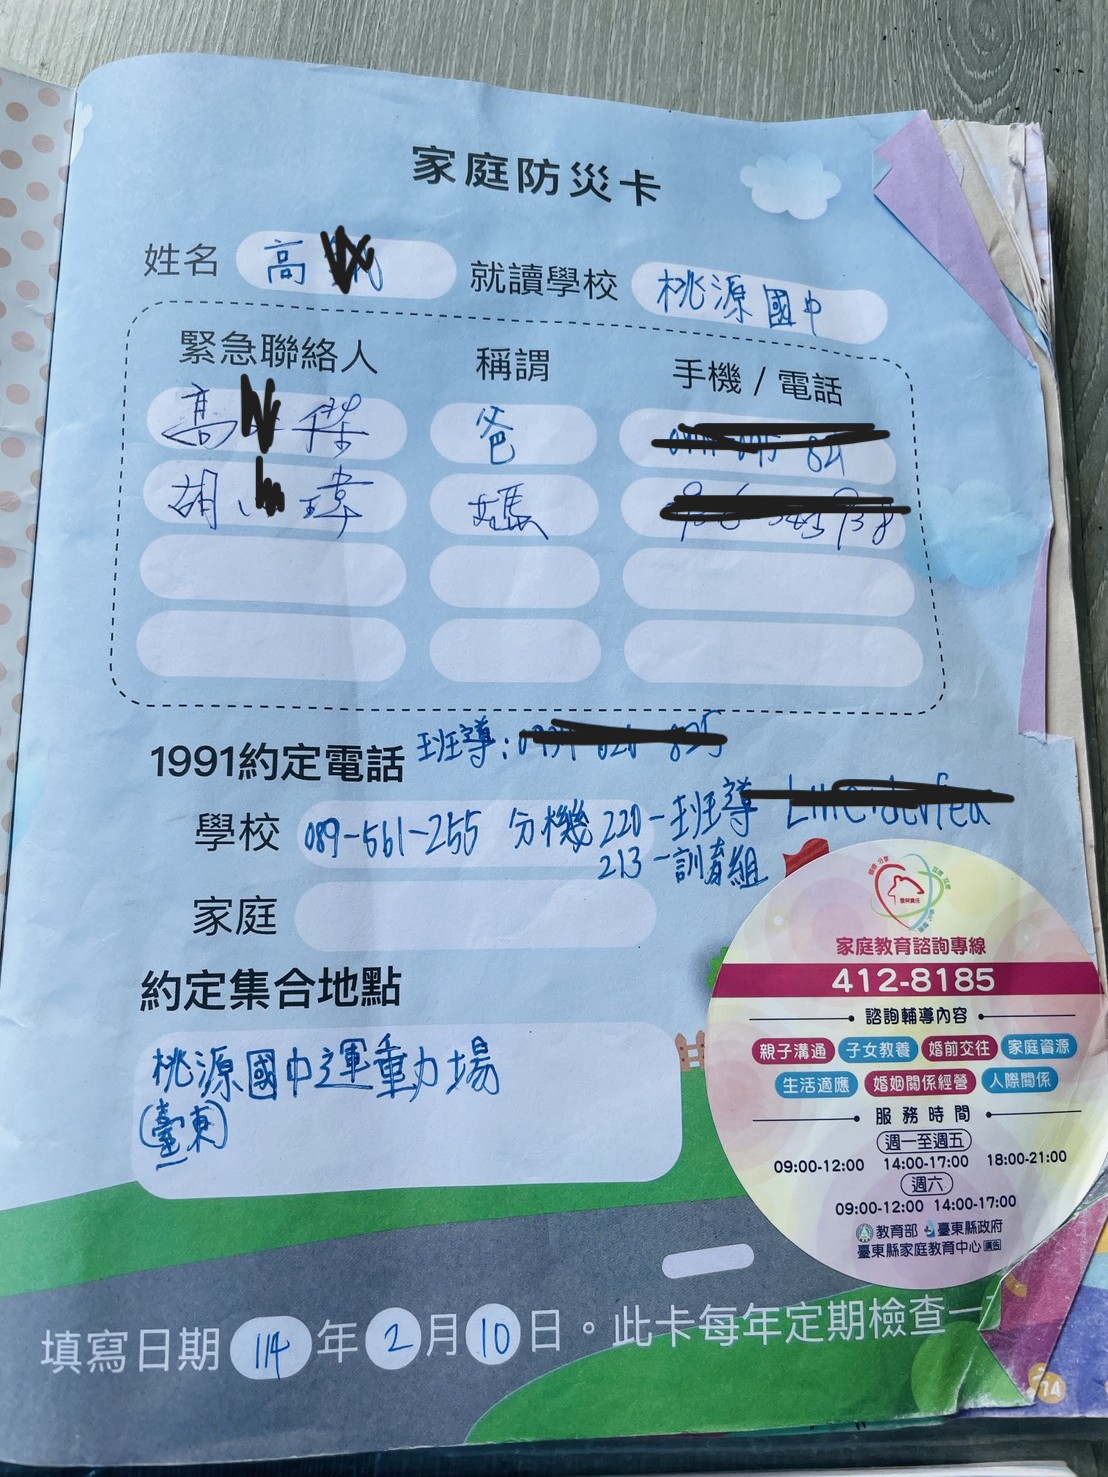 家庭防災卡
姓名 高 就讀學校 桃源國中
緊急聯絡人 稱謂 手機 / 電話
高 傑 爸
胡 瑋 媽
1991約定電話 班導:
學校 089-561-255 分機 220-班導
213-訓育組
家庭
約定集合地點
桃源國中運動場
(臺東)
家庭教育諮詢專線
412-8185
諮詢輔導內容
親子溝通 子女教養 婚前交往 家庭資源
生活適應 婚姻關係經營 人際關係
服務時間
週一至週五
09:00-12:00 14:00-17:00 18:00-21:00
週六
09:00-12:00 14:00-17:00
教育部 臺東縣政府
臺東縣家庭教育中心 廣告
填寫日期 114 年 2 月 10 日。此卡每年定期檢查一
74